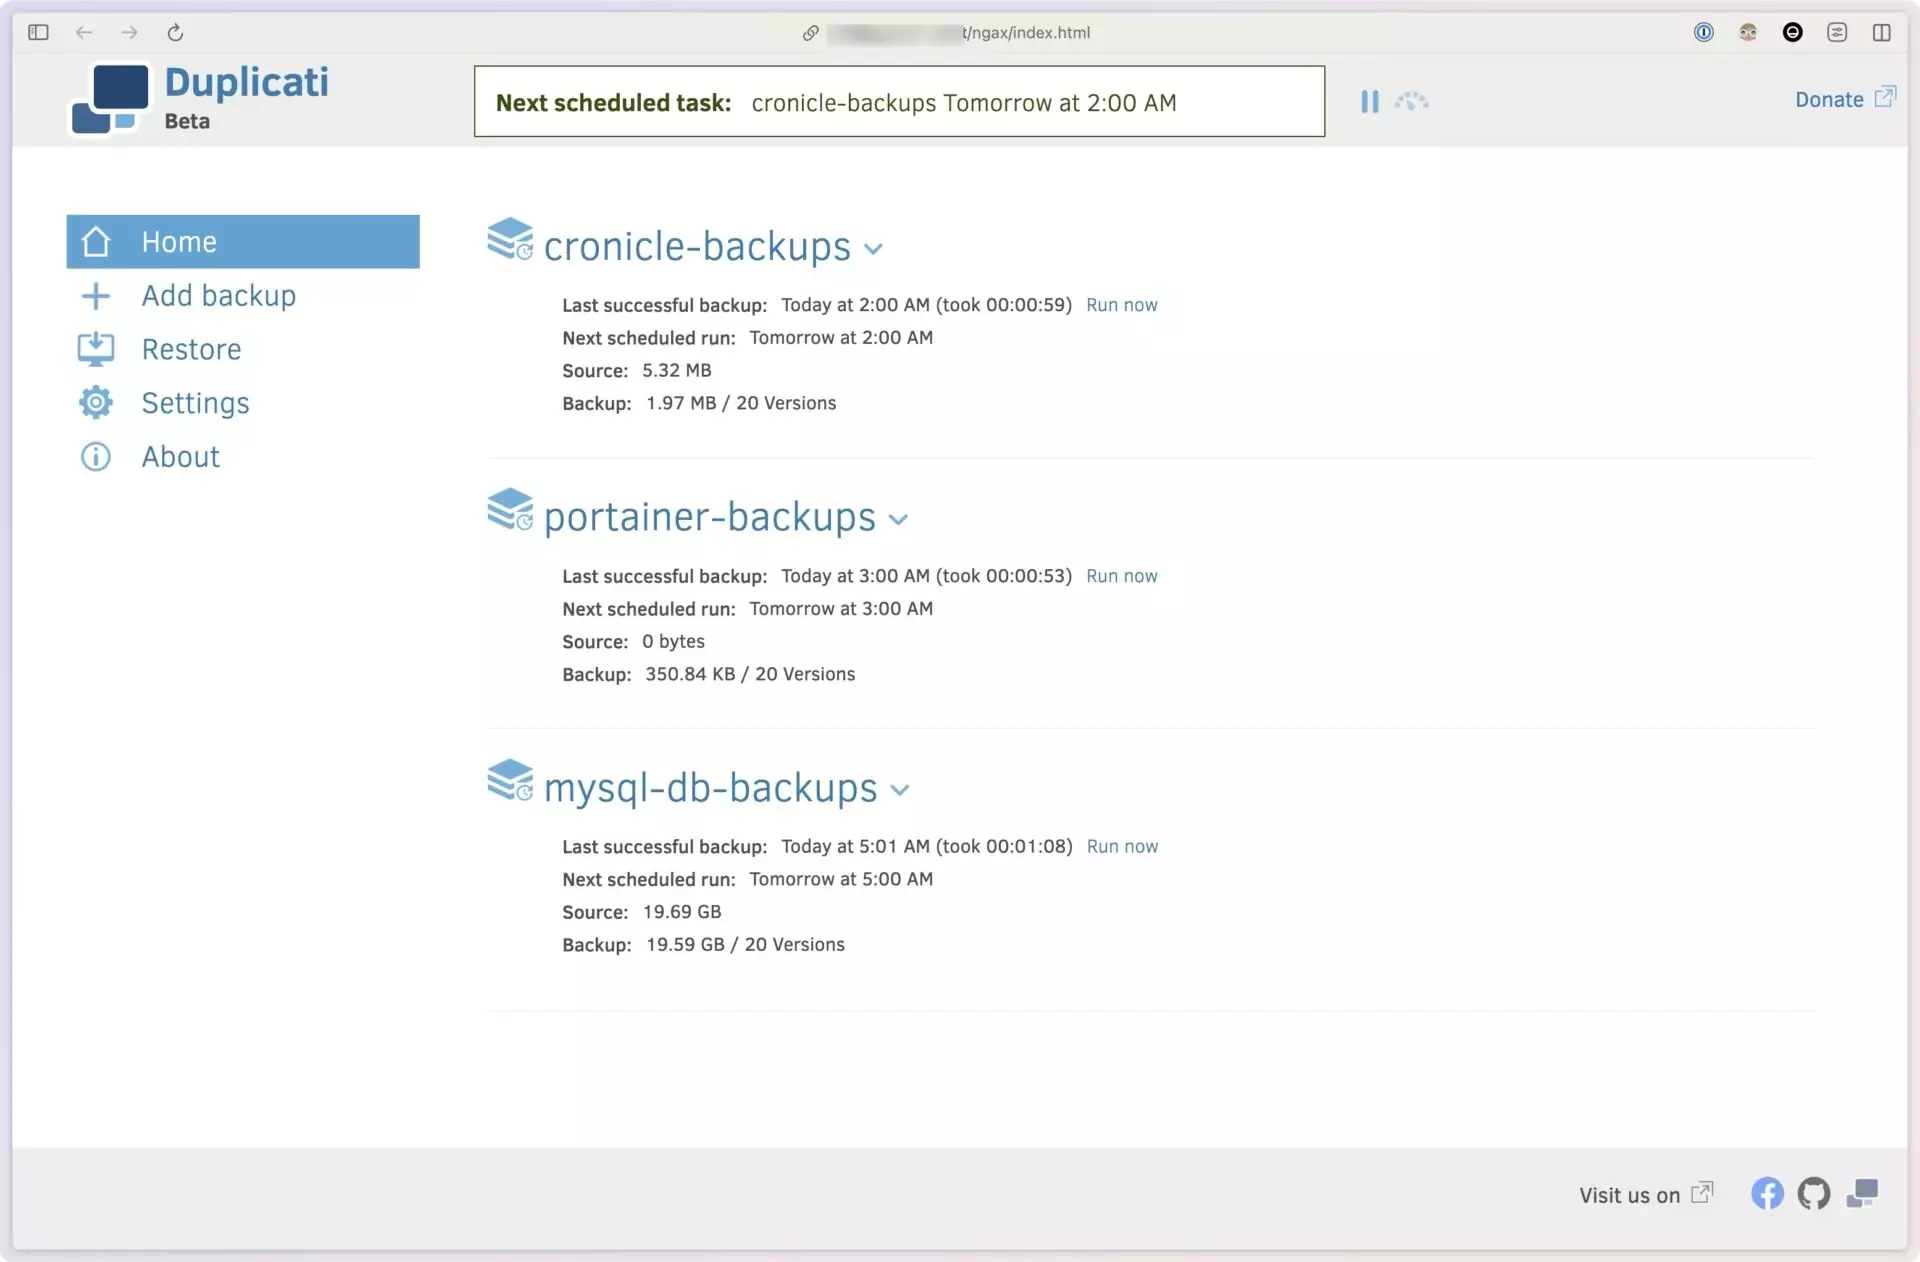 t/ngax/index.html
Duplicati
Beta
Next scheduled task: cronicle-backups Tomorrow at 2:00 AM
Donate
Home
Add backup
Restore
Settings
About
cronicle-backups
Last successful backup: Today at 2:00 AM (took 00:00:59) Run now
Next scheduled run: Tomorrow at 2:00 AM
Source: 5.32 MB
Backup: 1.97 MB / 20 Versions
portainer-backups
Last successful backup: Today at 3:00 AM (took 00:00:53) Run now
Next scheduled run: Tomorrow at 3:00 AM
Source: 0 bytes
Backup: 350.84 KB / 20 Versions
mysql-db-backups
Last successful backup: Today at 5:01 AM (took 00:01:08) Run now
Next scheduled run: Tomorrow at 5:00 AM
Source: 19.69 GB
Backup: 19.59 GB / 20 Versions
Visit us on